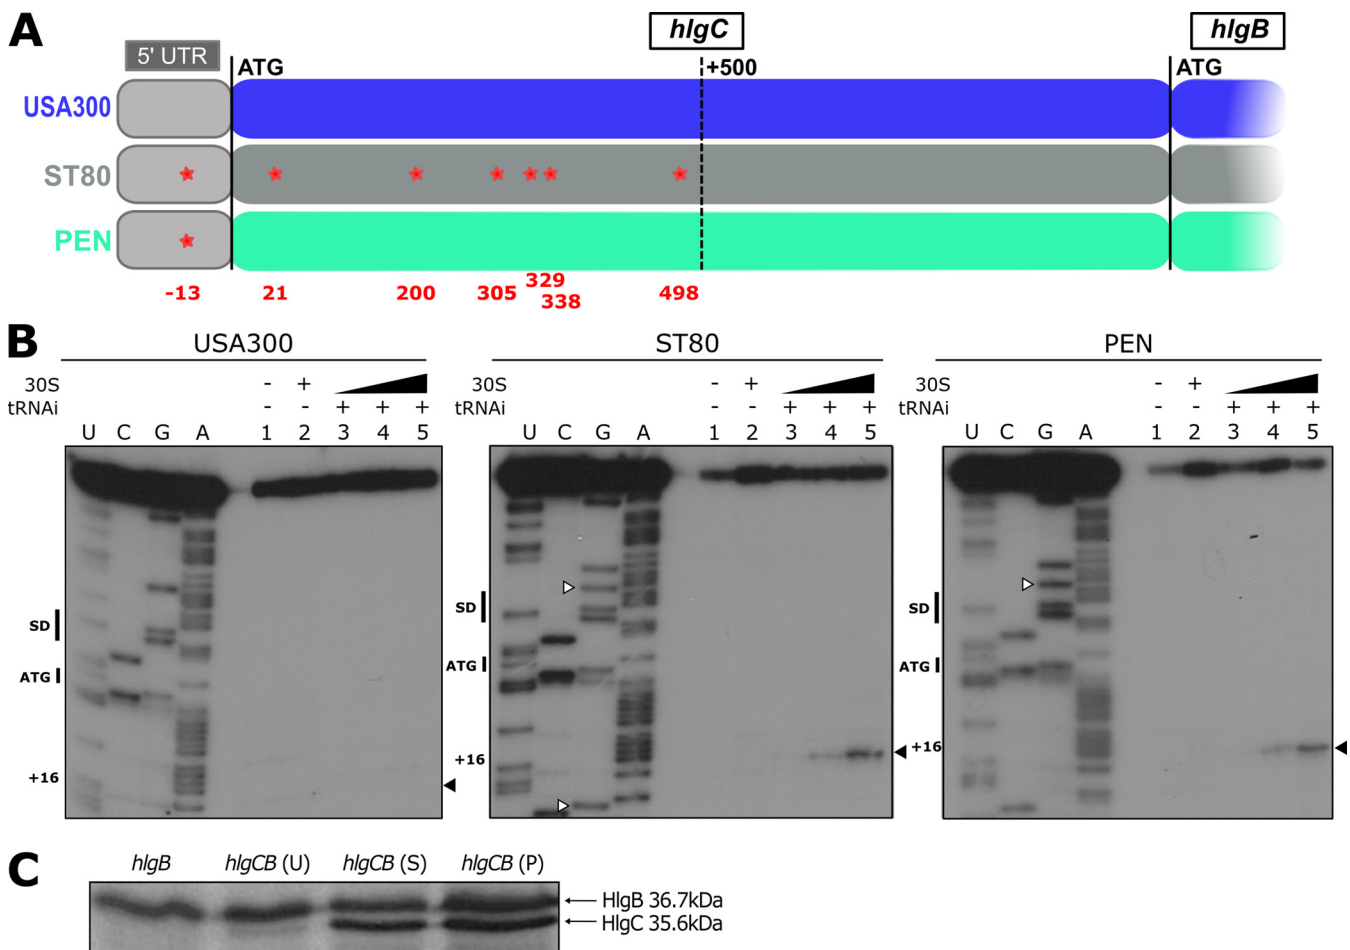 A
hlgC
hlgB
5' UTR
ATG
+500
ATG
USA300
ST80
PEN
-13 21 200 305 329 338 498
B
USA300 ST80 PEN
30S - +
tRNAi - - + + +
U C G A 1 2 3 4 5
SD
ATG
+16
30S - +
tRNAi - - + + +
U C G A 1 2 3 4 5
SD
ATG
+16
30S - +
tRNAi - - + + +
U C G A 1 2 3 4 5
SD
ATG
+16
C
hlgB hlgCB (U) hlgCB (S) hlgCB (P)
HlgB 36.7kDa
HlgC 35.6kDa